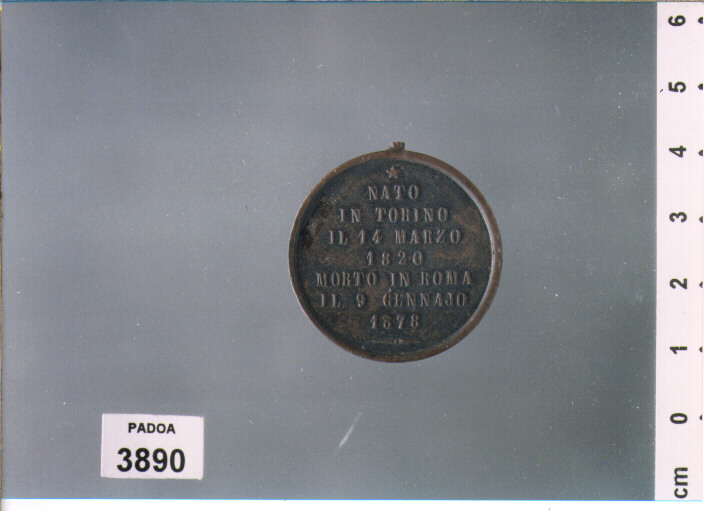 NATO
IN TORINO
IL 14 MARZO
1820
MORTO IN ROMA
IL 9 GENNAJO
1878
PADOA
3890
6
5
4
3
2
1
0
cm